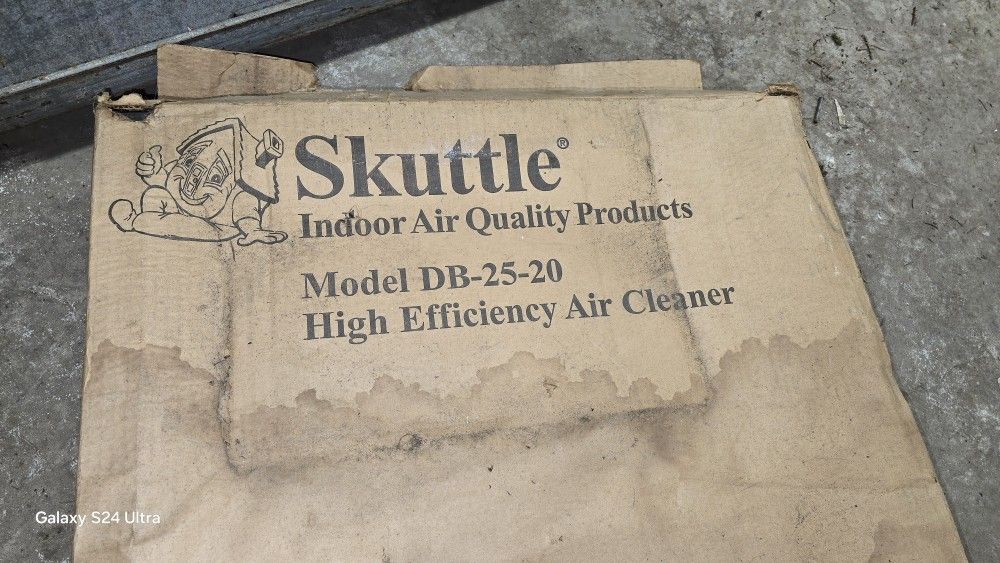 Skuttle®
Indoor Air Quality Products
Model DB-25-20
High Efficiency Air Cleaner
Galaxy S24 Ultra